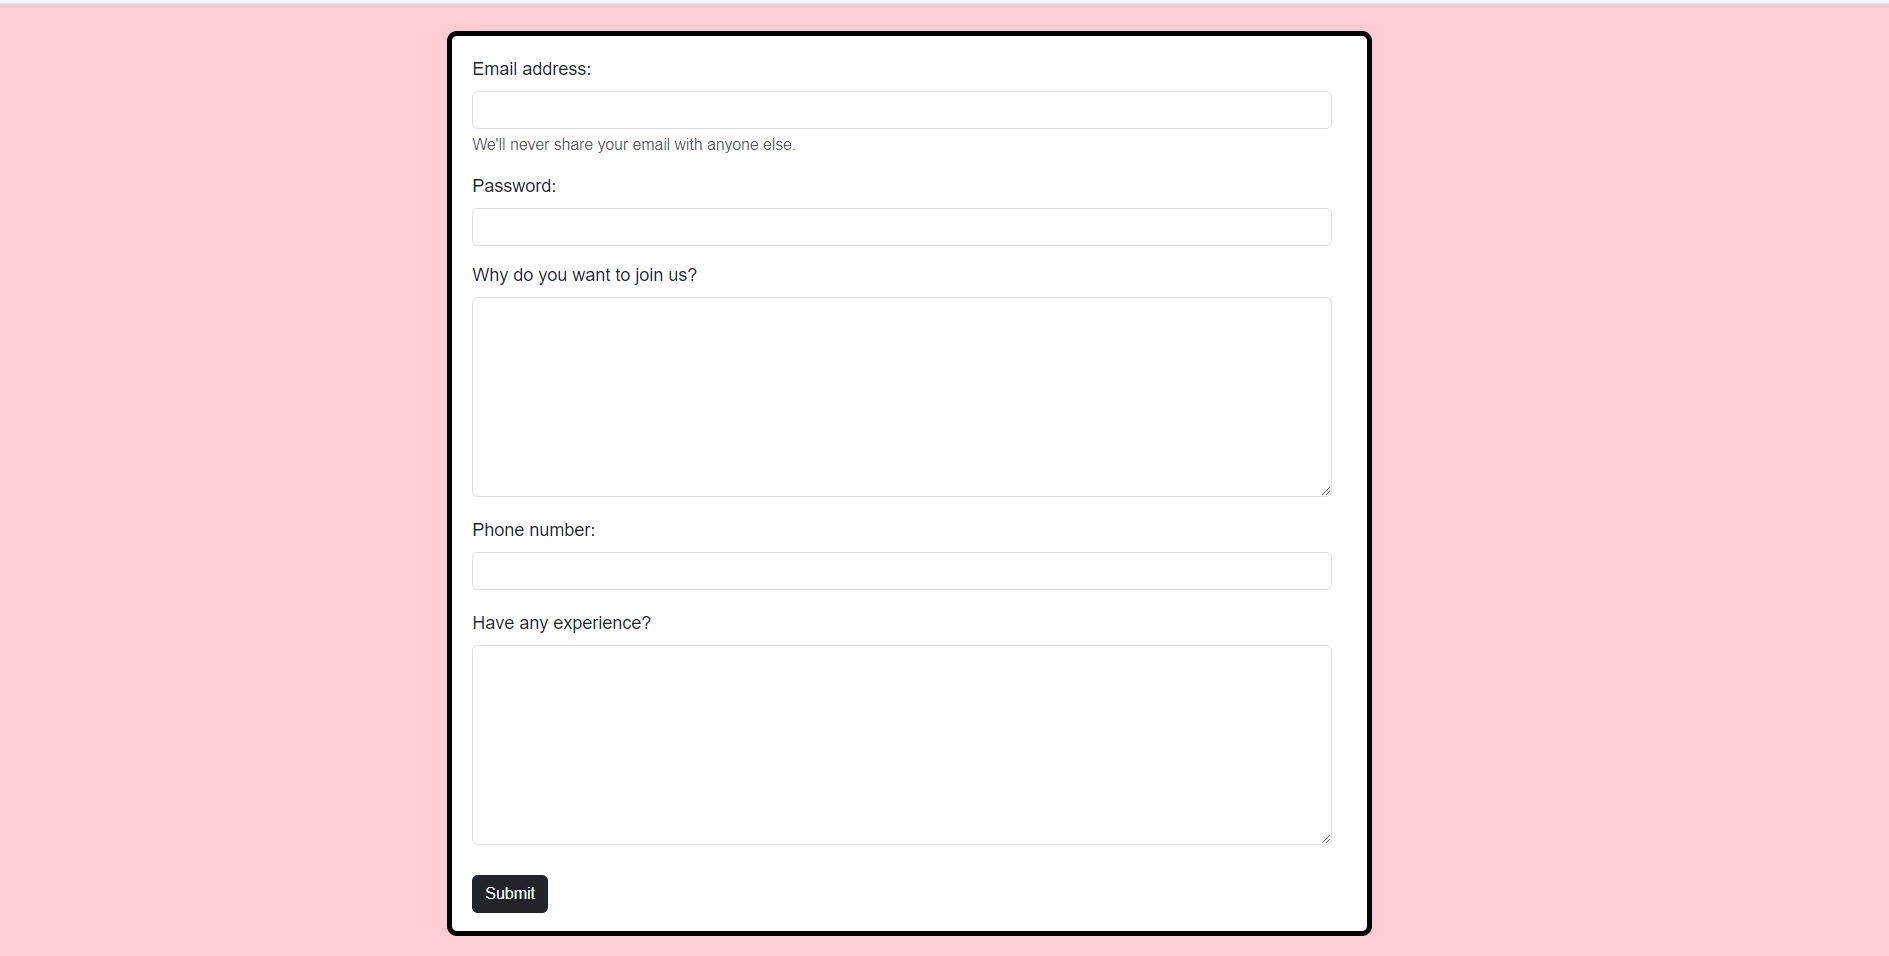 Email address:
We'll never share your email with anyone else.
Password:
Why do you want to join us?
Phone number:
Have any experience?
Submit